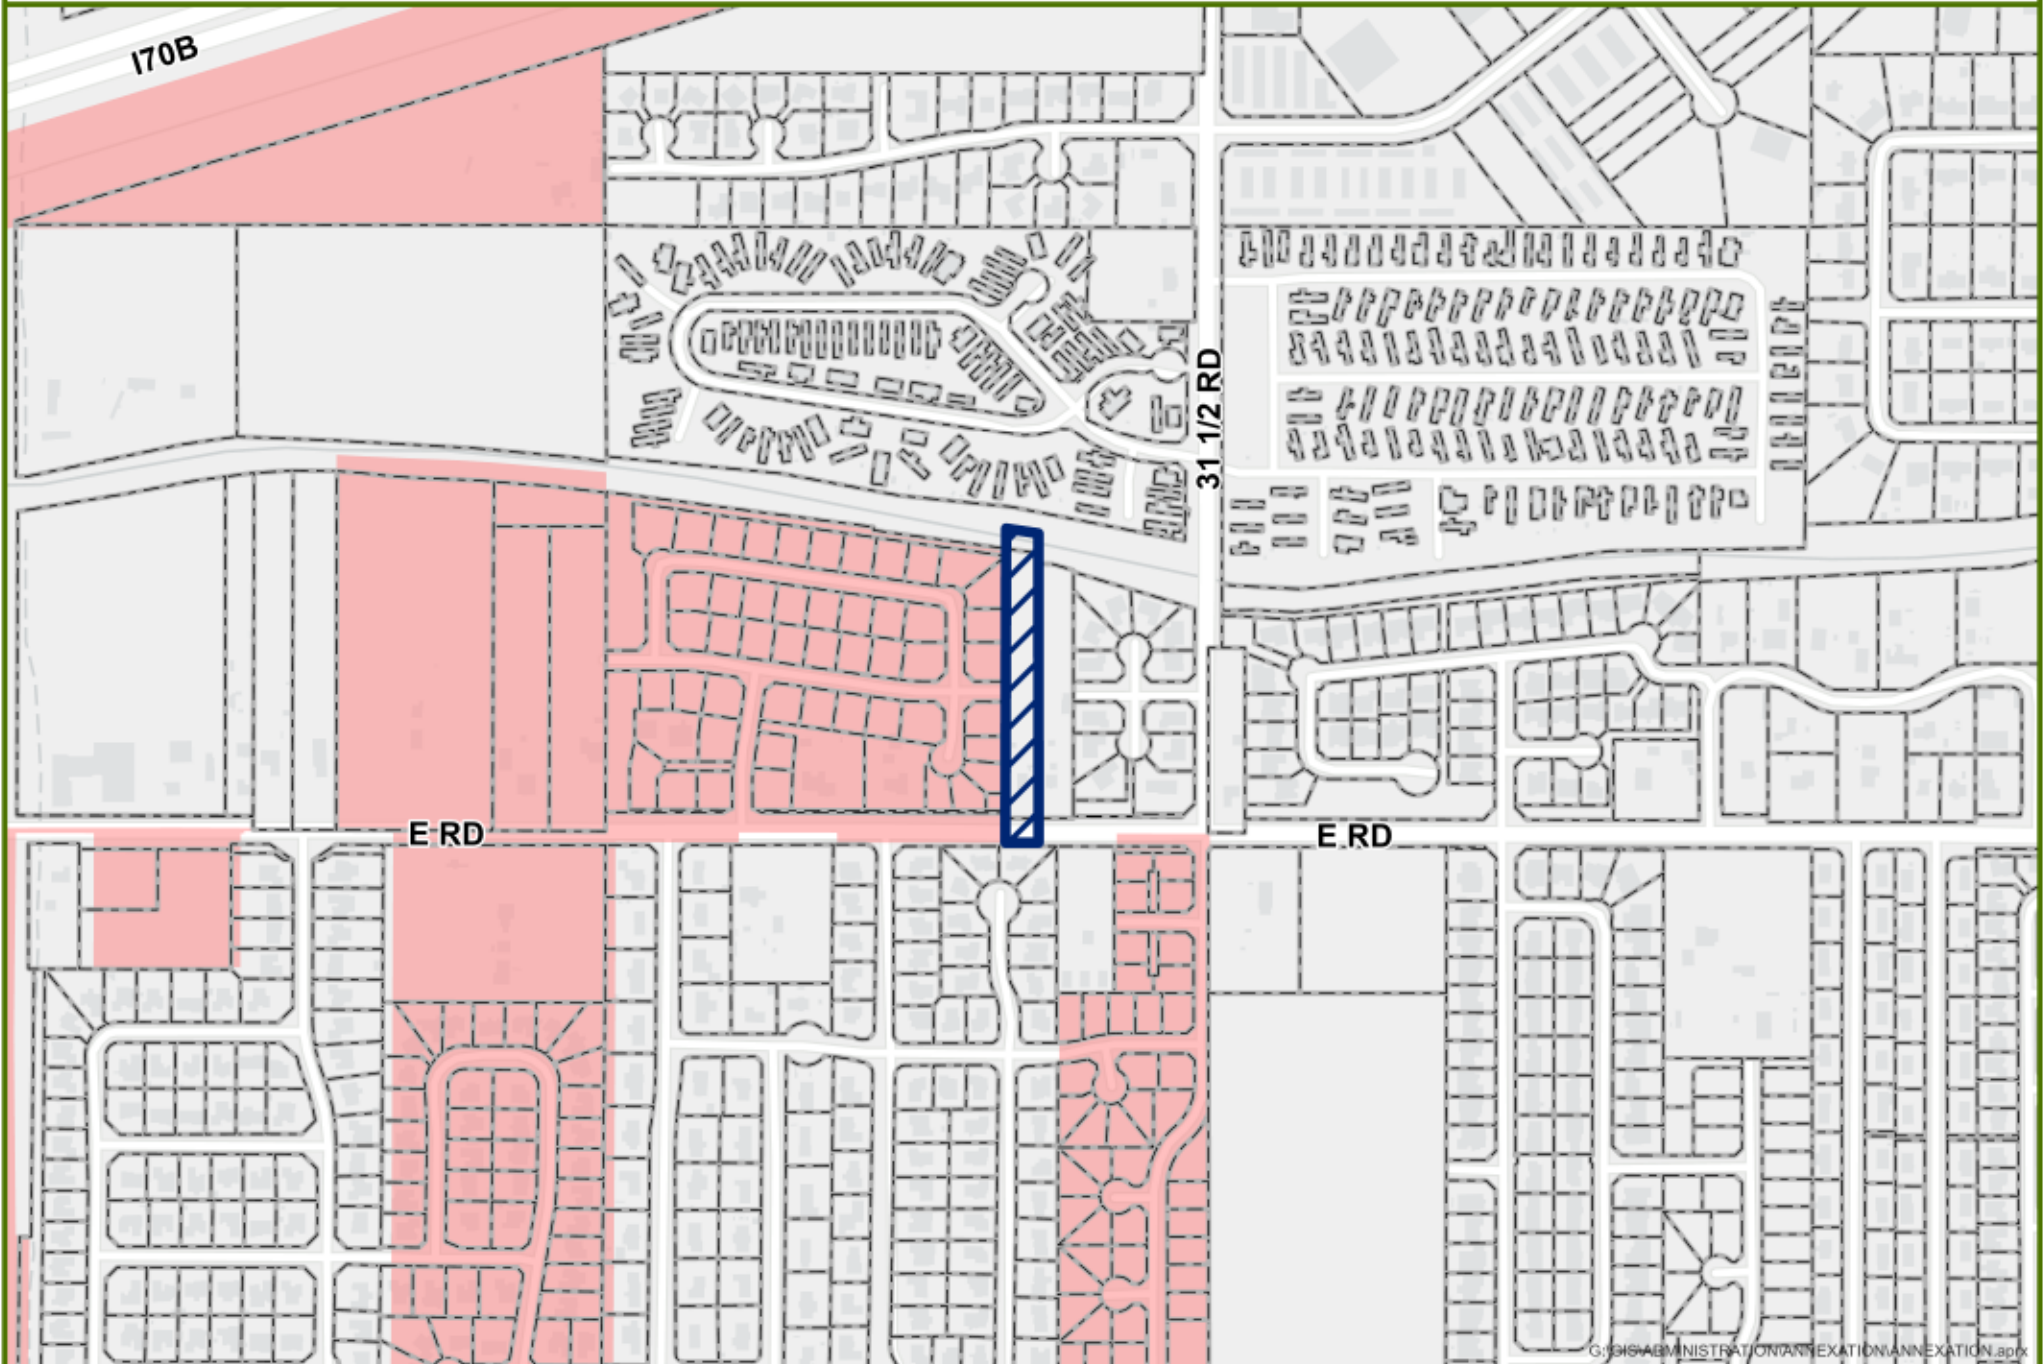 I70B
31 1/2 RD
E RD
E RD
G:\GIS\ADMINISTRATION\ANNEXATION\ANNEXATION.aprx